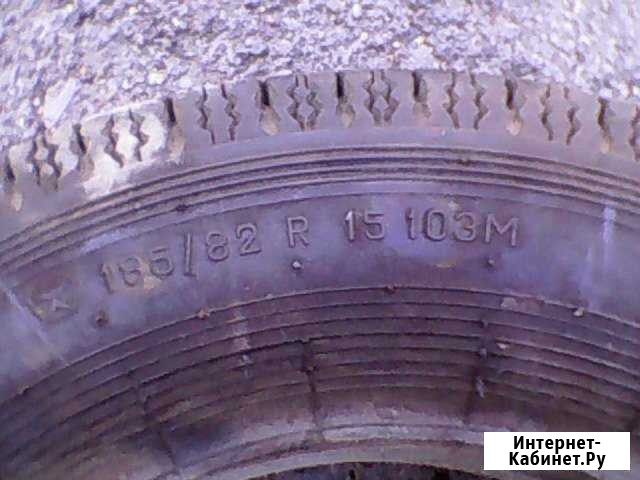 185/82 R 15 103M
Интернет-
Кабинет.Ру